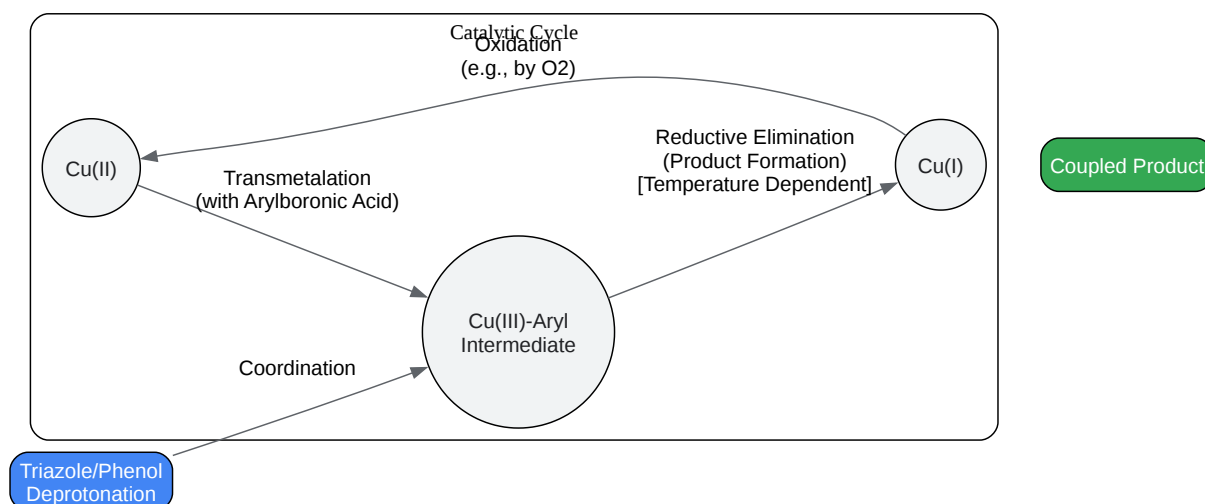 Catalytic Cycle
Oxidation
(e.g., by O2)
Reductive Elimination
(Product Formation)
[Temperature Dependent]
Cu(II)
Cu(I)
Coupled Product
Transmetalation
(with Arylboronic Acid)
Cu(III)-Aryl
Intermediate
Coordination
Triazole/Phenol
Deprotonation